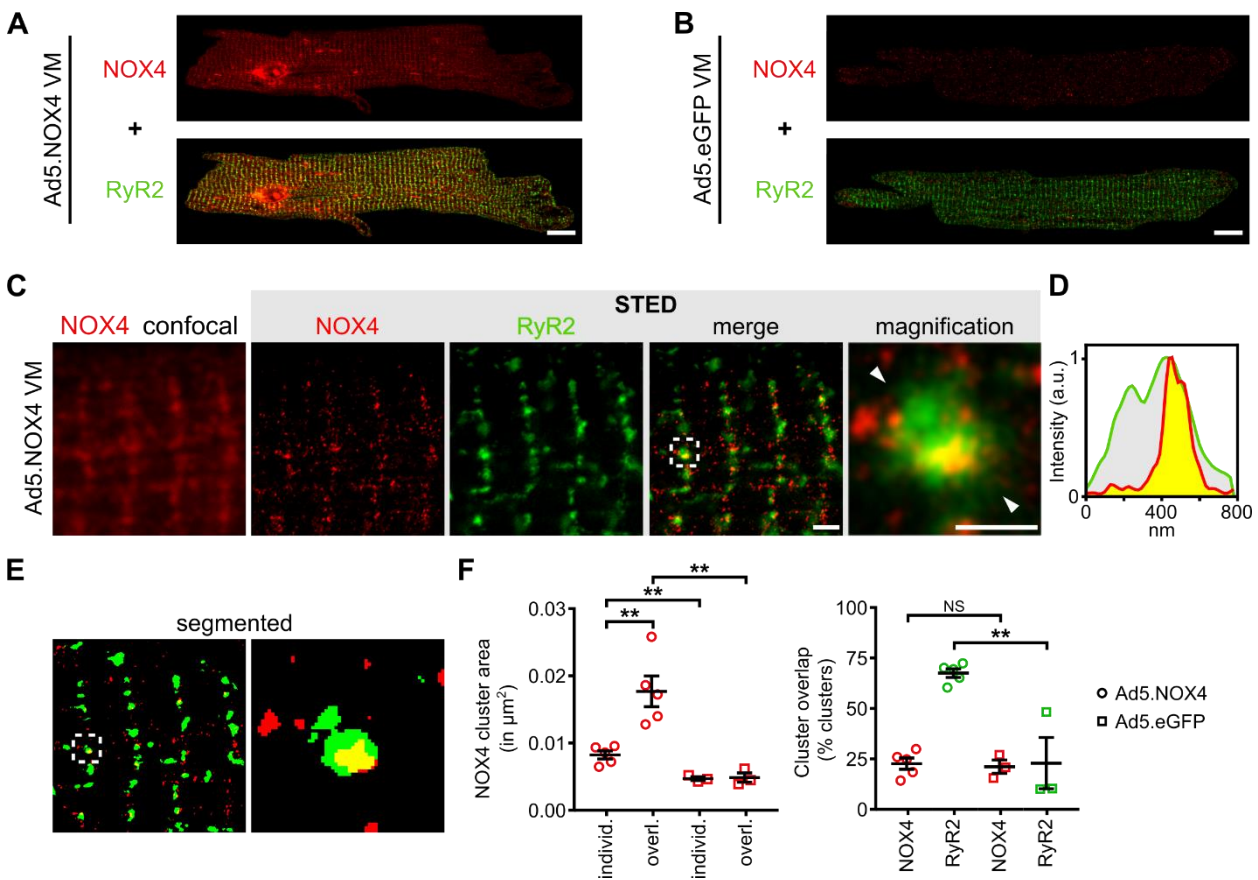 A
Ad5.NOX4 VM
NOX4
+
RyR2
B
Ad5.eGFP VM
NOX4
+
RyR2
C
STED
NOX4 confocal
NOX4
RyR2
merge
magnification
Ad5.NOX4 VM
D
Intensity (a.u.)
1
0
0
400
800
nm
E
segmented
F
NOX4 cluster area
(in µm²)
0.03
0.02
0.01
0.00
**
**
**
individ.
overl.
individ.
overl.
Cluster overlap
(% clusters)
100
75
50
25
0
NS
**
NOX4
RyR2
NOX4
RyR2
Ad5.NOX4
Ad5.eGFP